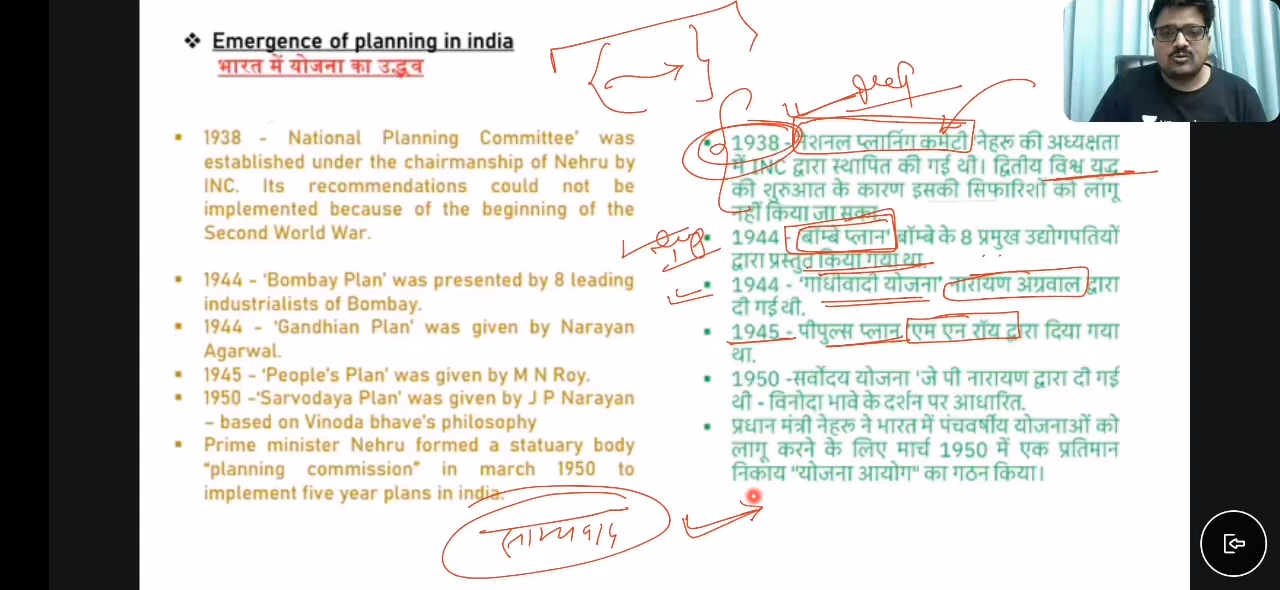 ❖ Emergence of planning in india
भारत में योजना का उद्भव
▪ 1938 - National Planning Committee' was
established under the chairmanship of Nehru by
INC. Its recommendations could not be
implemented because of the beginning of the
Second World War.
▪ 1944 - ‘Bombay Plan’ was presented by 8 leading
industrialists of Bombay.
▪ 1944 - ‘Gandhian Plan’ was given by Narayan
Agarwal.
▪ 1945 - ‘People’s Plan’ was given by M N Roy.
▪ 1950 -‘Sarvodaya Plan’ was given by J P Narayan
– based on Vinoda bhave’s philosophy
▪ Prime minister Nehru formed a statuary body
“planning commission” in march 1950 to
implement five year plans in india.
▪ 1938 - नेशनल प्लानिंग कमेटी नेहरू की अध्यक्षता
में INC द्वारा स्थापित की गई थी। द्वितीय विश्व युद्ध
की शुरुआत के कारण इसकी सिफारिशों को लागू
नहीं किया जा सका
▪ 1944 - 'बाम्बे प्लान' बॉम्बे के 8 प्रमुख उद्योगपतियों
द्वारा प्रस्तुत किया गया था.
▪ 1944 - 'गांधीवादी योजना' नारायण अग्रवाल द्वारा
दी गई थी.
▪ 1945 - पीपुल्स प्लान एम एन रॉय द्वारा दिया गया
था.
▪ 1950 -सर्वोदय योजना 'जे पी नारायण द्वारा दी गई
थी - विनोदा भावे के दर्शन पर आधारित.
▪ प्रधान मंत्री नेहरू ने भारत में पंचवर्षीय योजनाओं को
लागू करने के लिए मार्च 1950 में एक प्रतिमान
निकाय "योजना आयोग" का गठन किया।
साम्यवाद